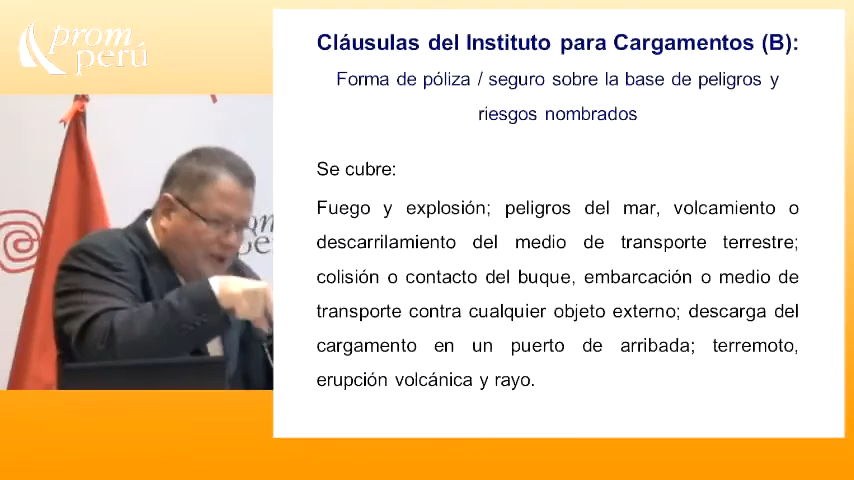 prom
perú
Cláusulas del Instituto para Cargamentos (B):
Forma de póliza / seguro sobre la base de peligros y
riesgos nombrados
Se cubre:
Fuego y explosión; peligros del mar, volcamiento o
descarrilamiento del medio de transporte terrestre;
colisión o contacto del buque, embarcación o medio de
transporte contra cualquier objeto externo; descarga del
cargamento en un puerto de arribada; terremoto,
erupción volcánica y rayo.